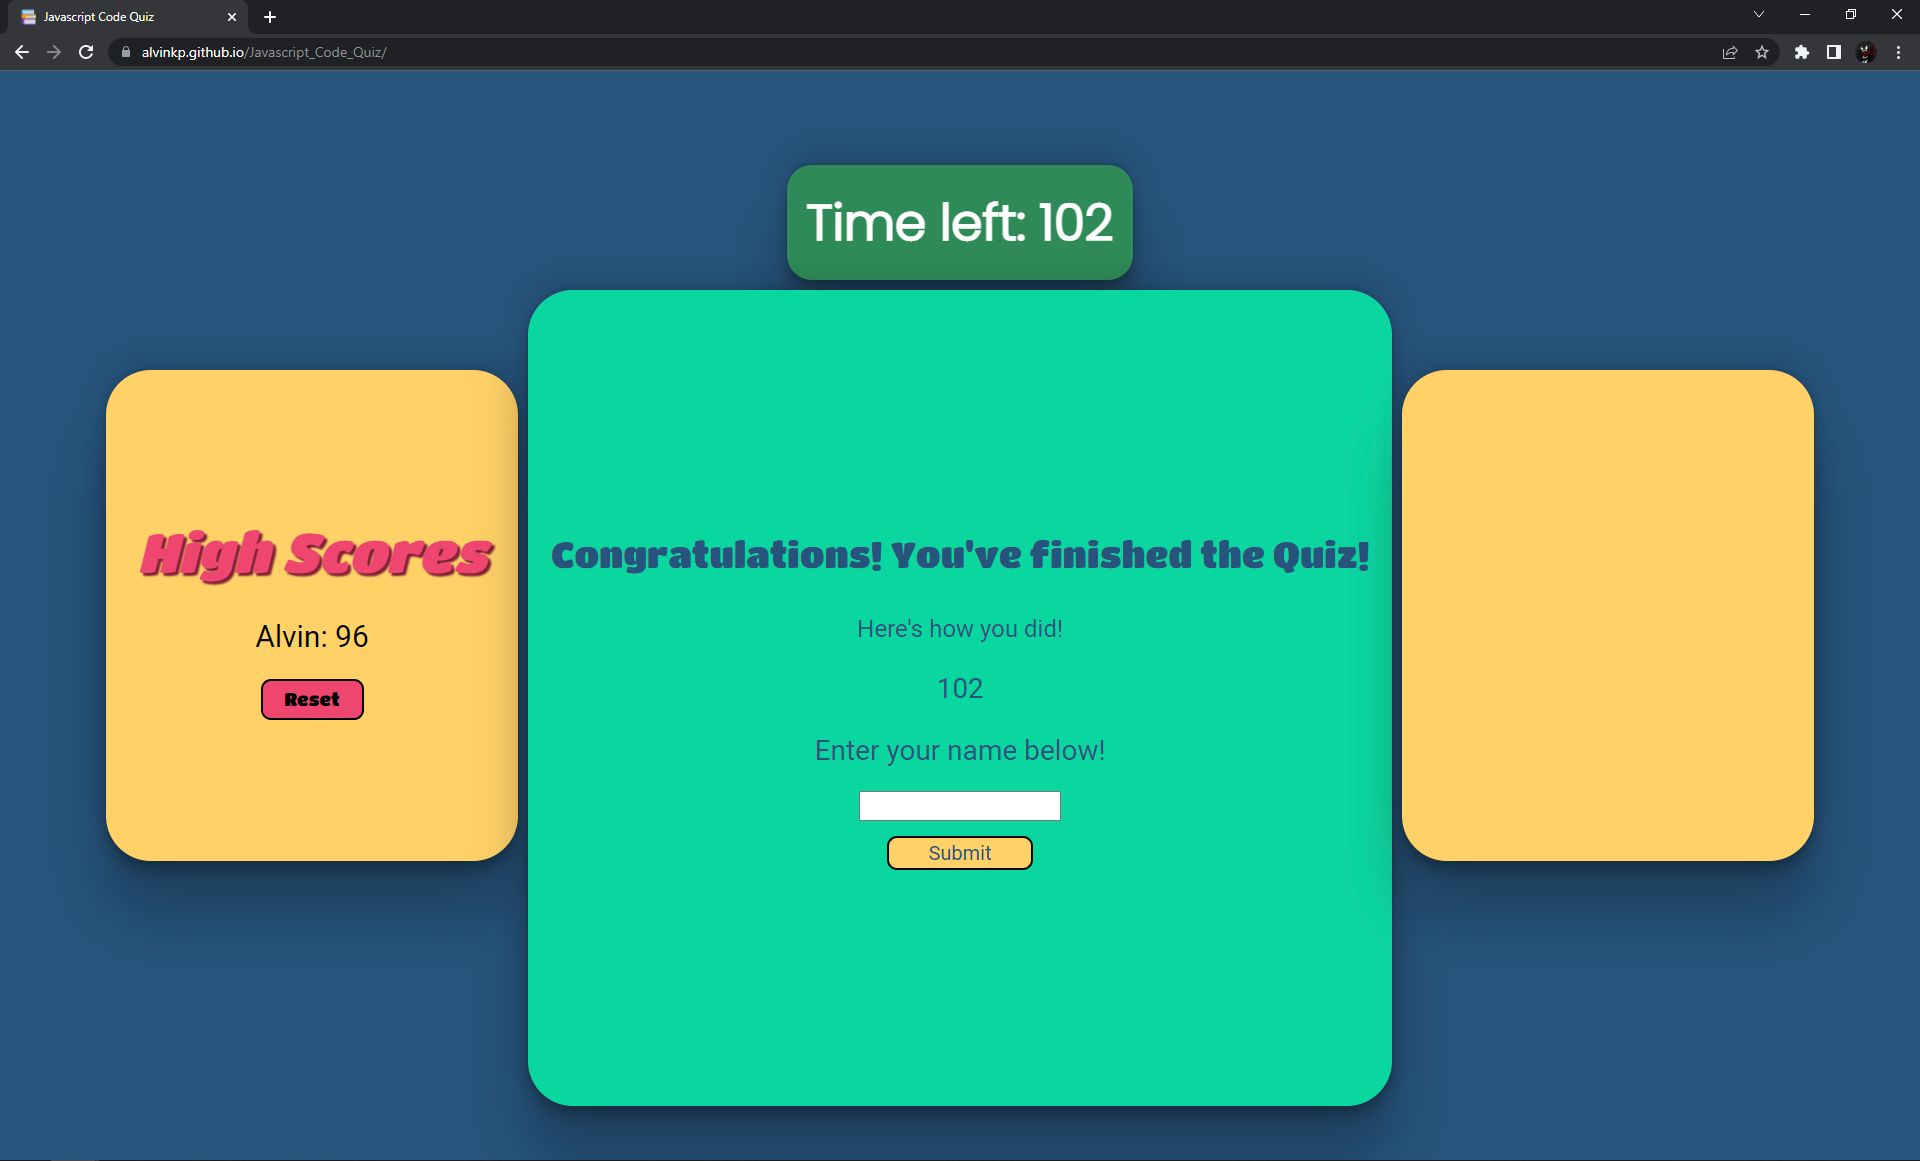 Javascript Code Quiz
alvinkp.github.io/Javascript_Code_Quiz/
Time left: 102
High Scores
Alvin: 96
Reset
Congratulations! You've finished the Quiz!
Here's how you did!
102
Enter your name below!
Submit